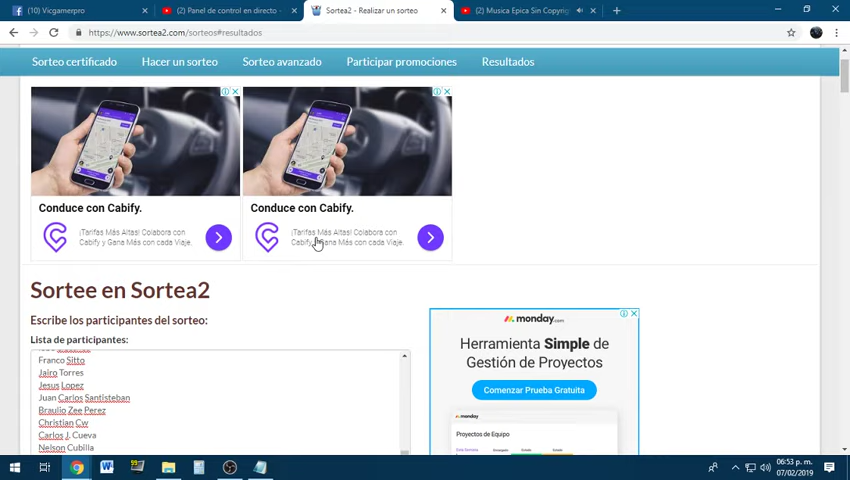 (10) Vicgamerpro
(2) Panel de control en directo -
Sortea2 - Realizar un sorteo
(2) Musica Epica Sin Copyrig
https://www.sortea2.com/sorteos#resultados
Sorteo certificado
Hacer un sorteo
Sorteo avanzado
Participar promociones
Resultados
Conduce con Cabify.
¡Tarifas Más Altas! Colabora con
Cabify y Gana Más con cada Viaje.
Conduce con Cabify.
¡Tarifas Más Altas! Colabora con
Cabify y Gana Más con cada Viaje.
Sortee en Sortea2
Escribe los participantes del sorteo:
Lista de participantes:
Franco Sitto
Jairo Torres
Jesus Lopez
Juan Carlos Santisteban
Braulio Zee Perez
Christian Cw
Carlos J. Cueva
Nelson Cubilla
monday.com
Herramienta Simple de
Gestión de Proyectos
Comenzar Prueba Gratuita
monday
Proyectos de Equipo
06:53 p. m.
07/02/2019